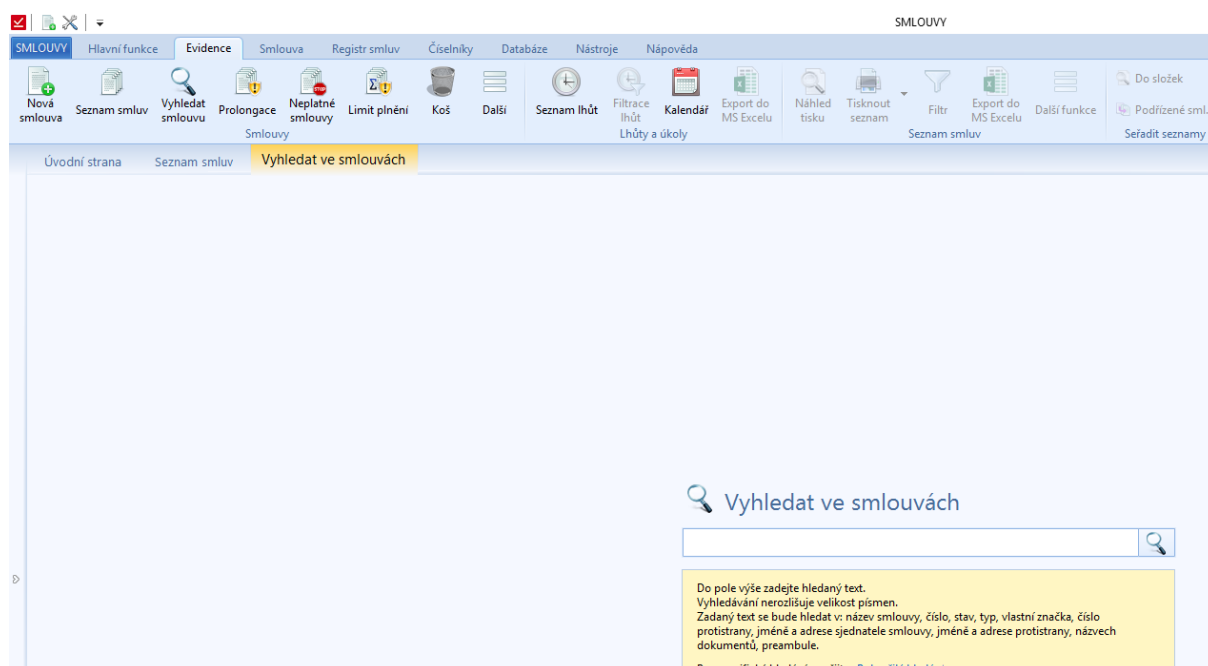 SMLOUVY
SMLOUVY Hlavní funkce Evidence Smlouva Registr smluv Číselníky Databáze Nástroje Nápověda
Nová smlouva
Seznam smluv
Vyhledat smlouvu
Prolongace
Neplatné smlouvy
Limit plnění
Koš
Další
Smlouvy
Seznam lhůt
Filtrace lhůt
Kalendář
Export do MS Excelu
Lhůty a úkoly
Náhled tisku
Tisknout seznam
Filtr
Export do MS Excelu
Další funkce
Seznam smluv
Do složek
Podřízené sml.
Seřadit seznamy
Úvodní strana Seznam smluv Vyhledat ve smlouvách
Vyhledat ve smlouvách
Do pole výše zadejte hledaný text.
Vyhledávání nerozlišuje velikost písmen.
Zadaný text se bude hledat v: název smlouvy, číslo, stav, typ, vlastní značka, číslo
protistrany, jméně a adrese sjednatele smlouvy, jméně a adrese protistrany, názvech
dokumentů, preambule.